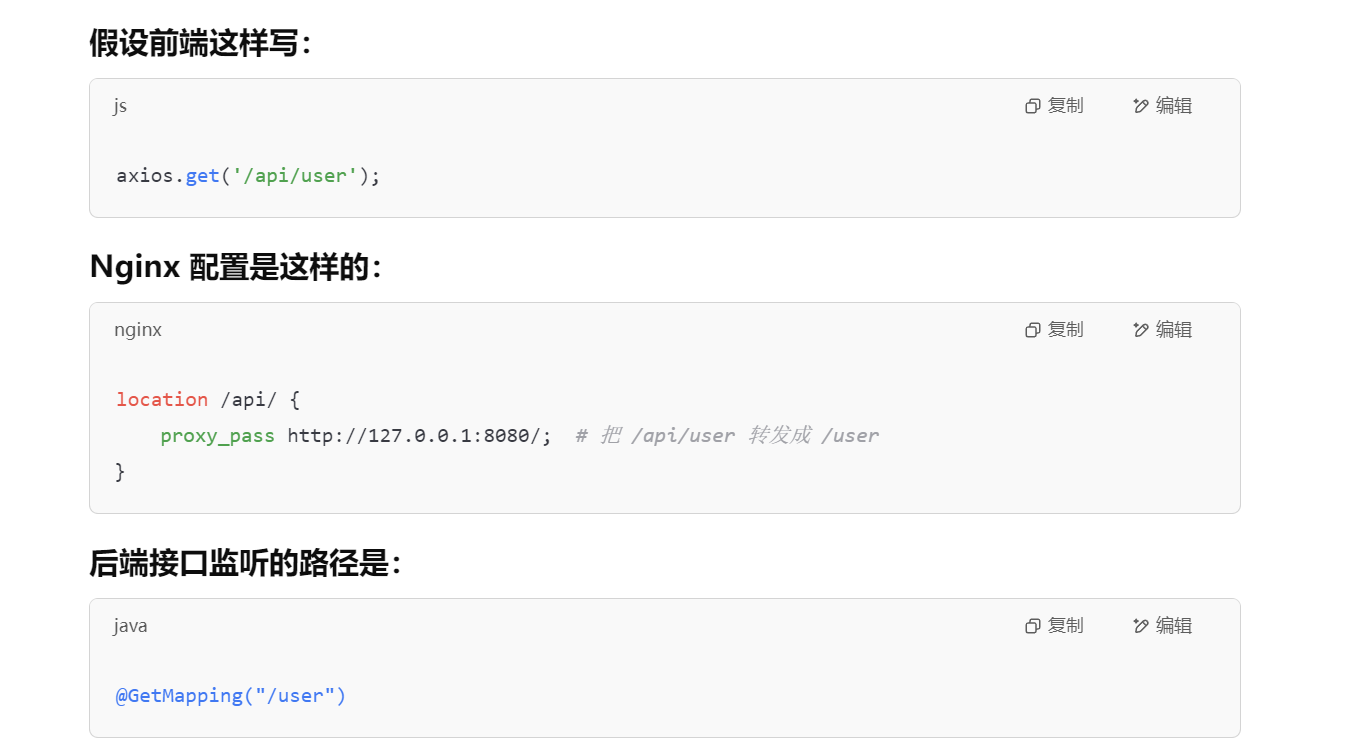 假设前端这样写：
js
复制
编辑
axios.get('/api/user');
Nginx 配置是这样的：
nginx
复制
编辑
location /api/ {
    proxy_pass http://127.0.0.1:8080/;  # 把 /api/user 转发成 /user
}
后端接口监听的路径是：
java
复制
编辑
@GetMapping("/user")